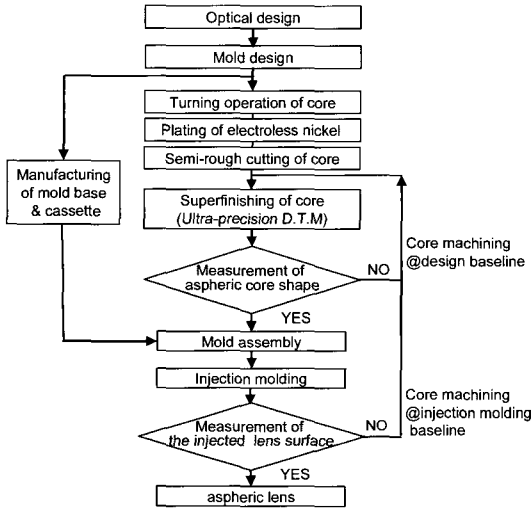 Optical design
Mold design
Turning operation of core
Plating of electroless nickel
Semi-rough cutting of core
Manufacturing
of mold base
& cassette
Superfinishing of core
(Ultra-precision D.T.M)
Core machining
@design baseline
Measurement of
aspheric core shape
NO
YES
Mold assembly
Injection molding
Core machining
@injection molding
baseline
Measurement of
the injected lens surface
NO
YES
aspheric lens